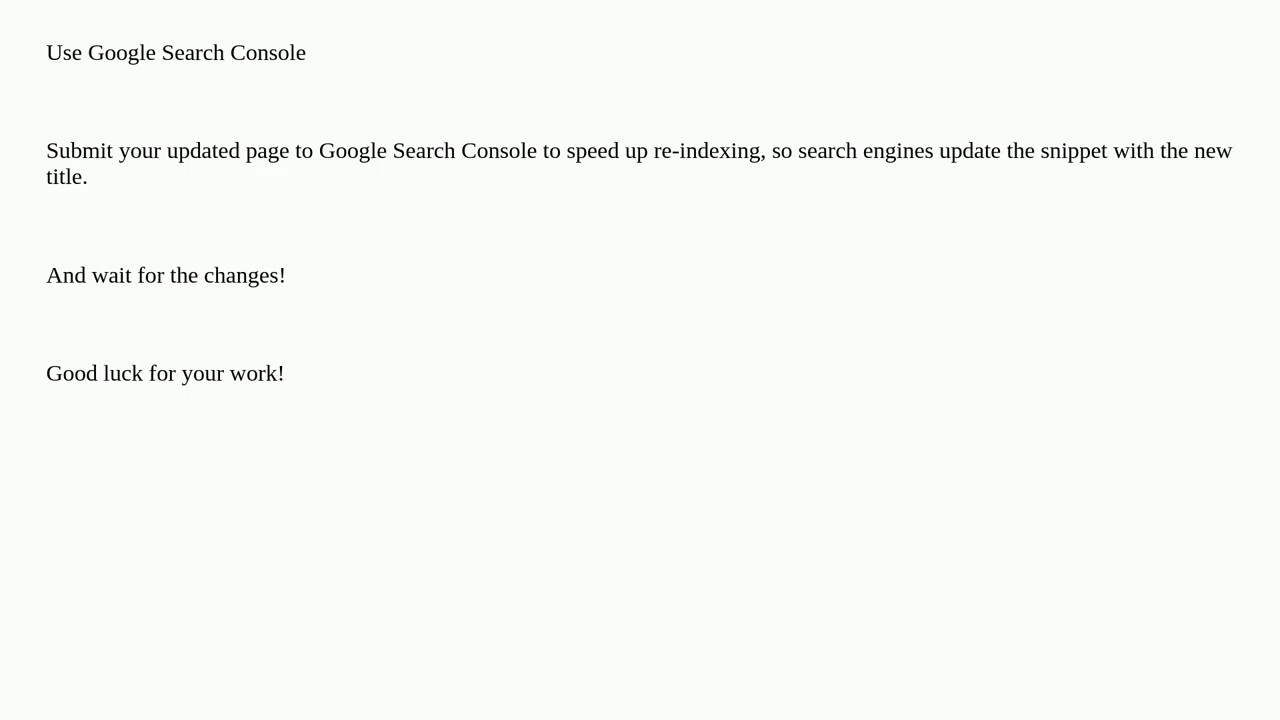 Use Google Search Console
Submit your updated page to Google Search Console to speed up re-indexing, so search engines update the snippet with the new
title.
And wait for the changes!
Good luck for your work!